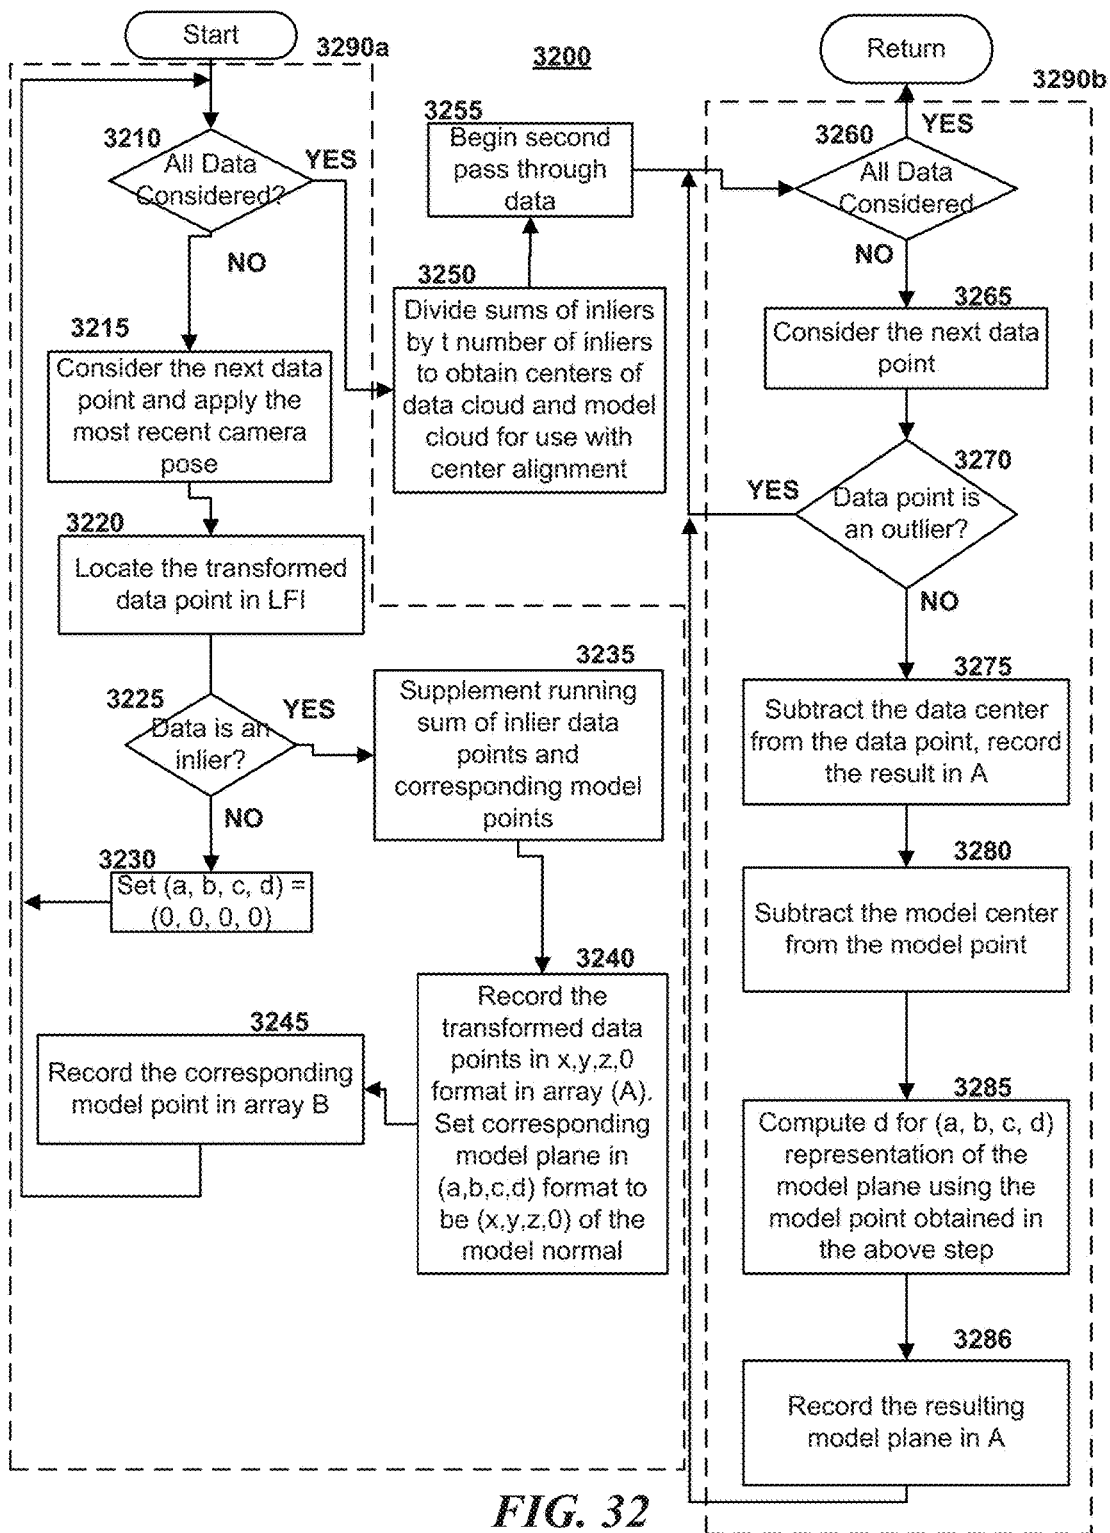 Start
3290a
3210
All Data
Considered?
YES
NO
3215
Consider the next data
point and apply the
most recent camera
pose
3220
Locate the transformed
data point in LFI
3225
Data is an
inlier?
YES
NO
3230
Set (a, b, c, d) =
(0, 0, 0, 0)
3235
Supplement running
sum of inlier data
points and
corresponding model
points
3240
Record the
transformed data
points in x,y,z,0
format in array (A).
Set corresponding
model plane in
(a,b,c,d) format to
be (x,y,z,0) of the
model normal
3245
Record the corresponding
model point in array B
3200
3255
Begin second
pass through
data
3250
Divide sums of inliers
by t number of inliers
to obtain centers of
data cloud and model
cloud for use with
center alignment
Return
3290b
YES
3260
All Data
Considered
NO
3265
Consider the next data
point
3270
YES
Data point is
an outlier?
NO
3275
Subtract the data center
from the data point, record
the result in A
3280
Subtract the model center
from the model point
3285
Compute d for (a, b, c, d)
representation of the
model plane using the
model point obtained in
the above step
3286
Record the resulting
model plane in A
FIG. 32